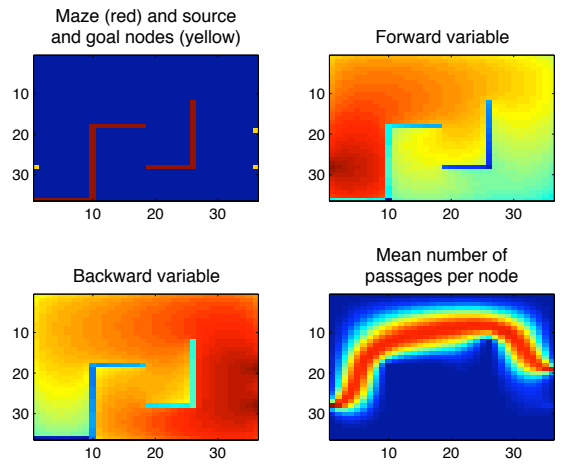 Maze (red) and source
and goal nodes (yellow)
10
20
30
10 20 30
Forward variable
10
20
30
10 20 30
Backward variable
10
20
30
10 20 30
Mean number of
passages per node
10
20
30
10 20 30